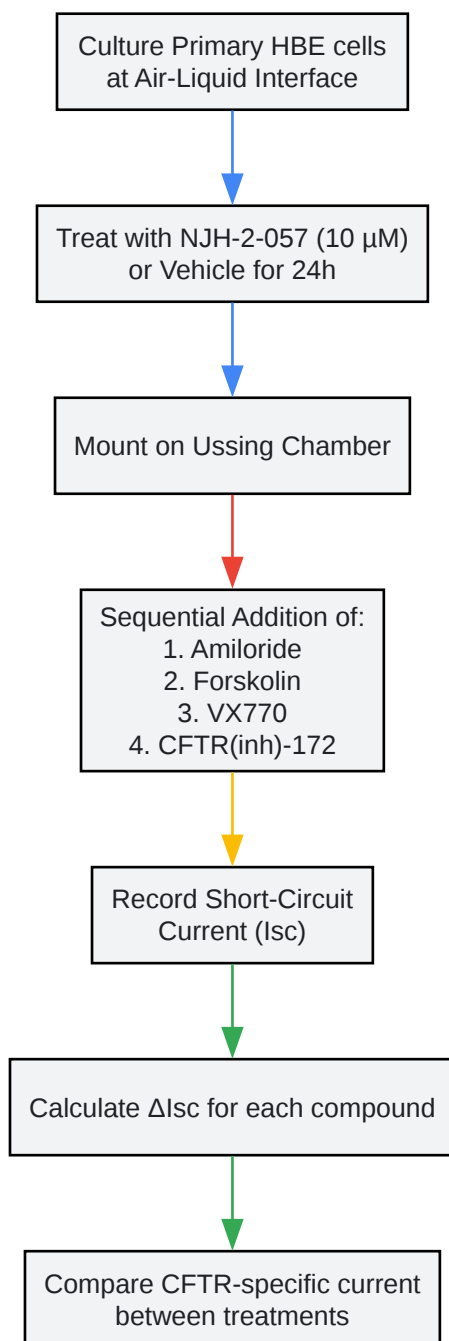 Culture Primary HBE cells
at Air-Liquid Interface
Treat with NJH-2-057 (10 µM)
or Vehicle for 24h
Mount on Ussing Chamber
Sequential Addition of:
1. Amiloride
2. Forskolin
3. VX770
4. CFTR(inh)-172
Record Short-Circuit
Current (Isc)
Calculate ΔIsc for each compound
Compare CFTR-specific current
between treatments